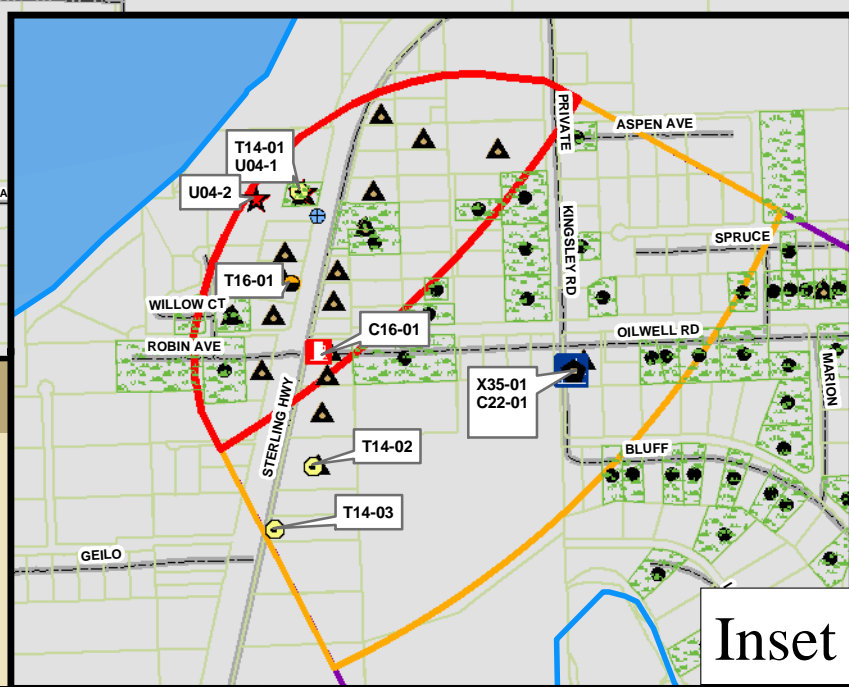 PRIVATE
ASPEN AVE
T14-01
U04-1
U04-2
A
KINGSLEY RD
SPRUCE
T16-01
WILLOW CT
C16-01
OILWELL RD
ROBIN AVE
MARION
X35-01
C22-01
STERLING HWY
T14-02
BLUFF
T14-03
GEILO
Inset